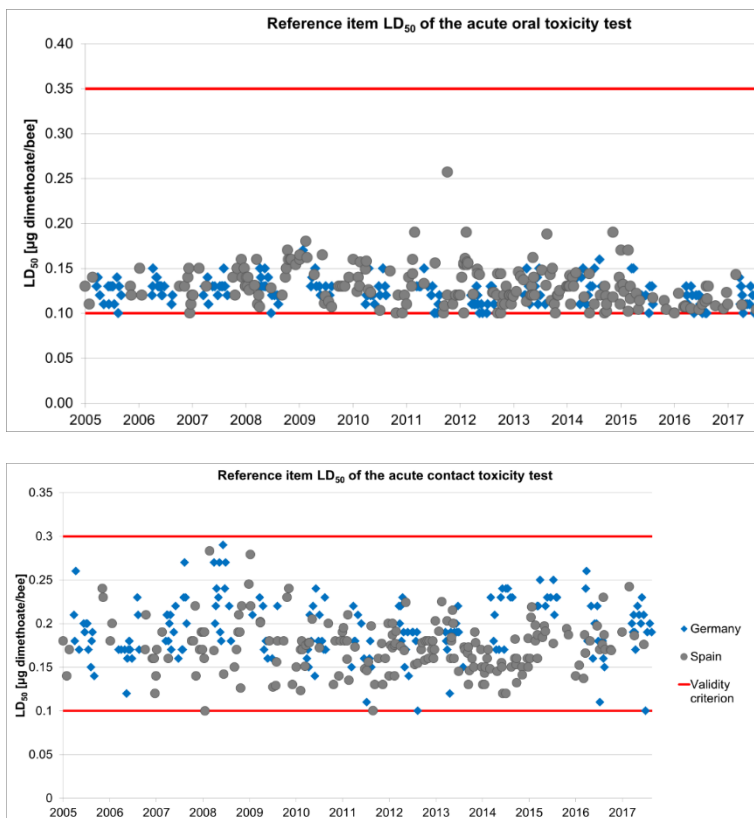 Reference item LD50 of the acute oral toxicity test
LD50 [µg dimethoate/bee]
0.40
0.35
0.30
0.25
0.20
0.15
0.10
0.05
0.00
2005 2006 2007 2008 2009 2010 2011 2012 2013 2014 2015 2016 2017
Reference item LD50 of the acute contact toxicity test
LD50 [µg dimethoate/bee]
0.35
0.3
0.25
0.2
0.15
0.1
0.05
0
2005 2006 2007 2008 2009 2010 2011 2012 2013 2014 2015 2016 2017
Germany
Spain
Validity
criterion